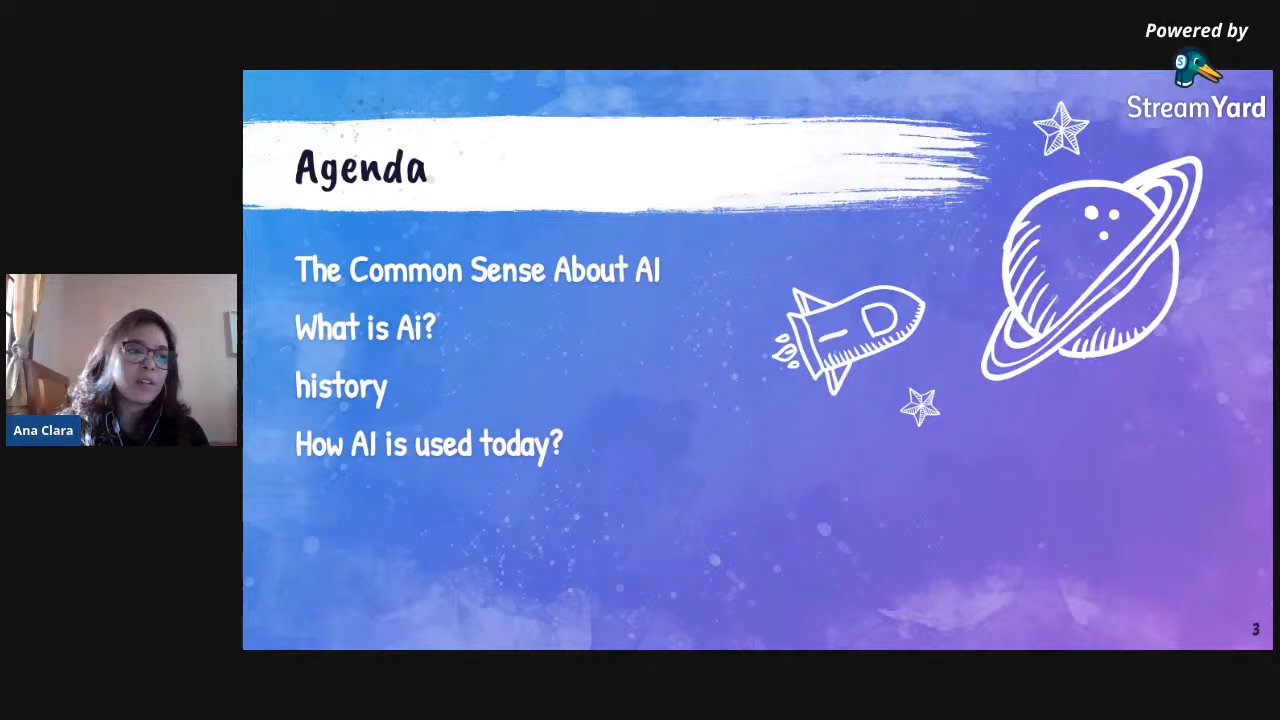 Powered by
StreamYard
Agenda
The Common Sense About AI
What is Ai?
history
How AI is used today?
Ana Clara
3